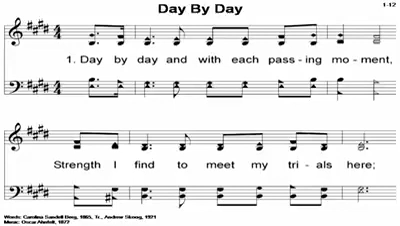 Day By Day
1-12
1. Day by day and with each pass-ing mo-ment,
Strength I find to meet my tri-als here;
Words: Carolina Sandell Berg, 1865, Tr., Andrew Skoog, 1921
Music: Oscar Ahnfelt, 1872